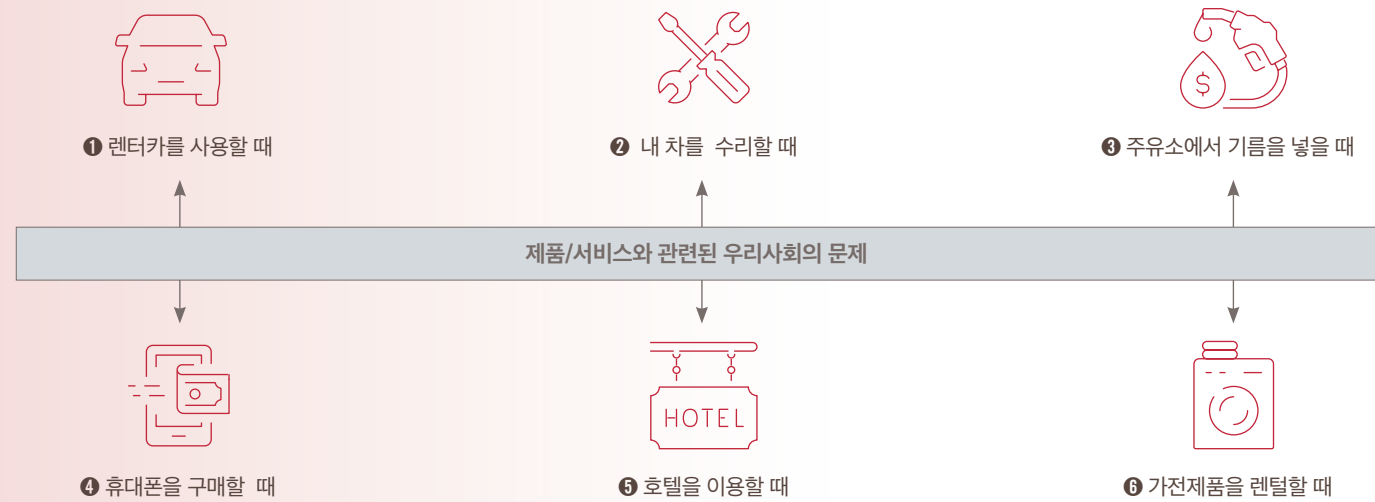 ❶ 렌터카를 사용할 때
❷ 내 차를 수리할 때
$
❸ 주유소에서 기름을 넣을 때
제품/서비스와 관련된 우리사회의 문제
❹ 휴대폰을 구매할 때
HOTEL
❺ 호텔을 이용할 때
❻ 가전제품을 렌털할 때